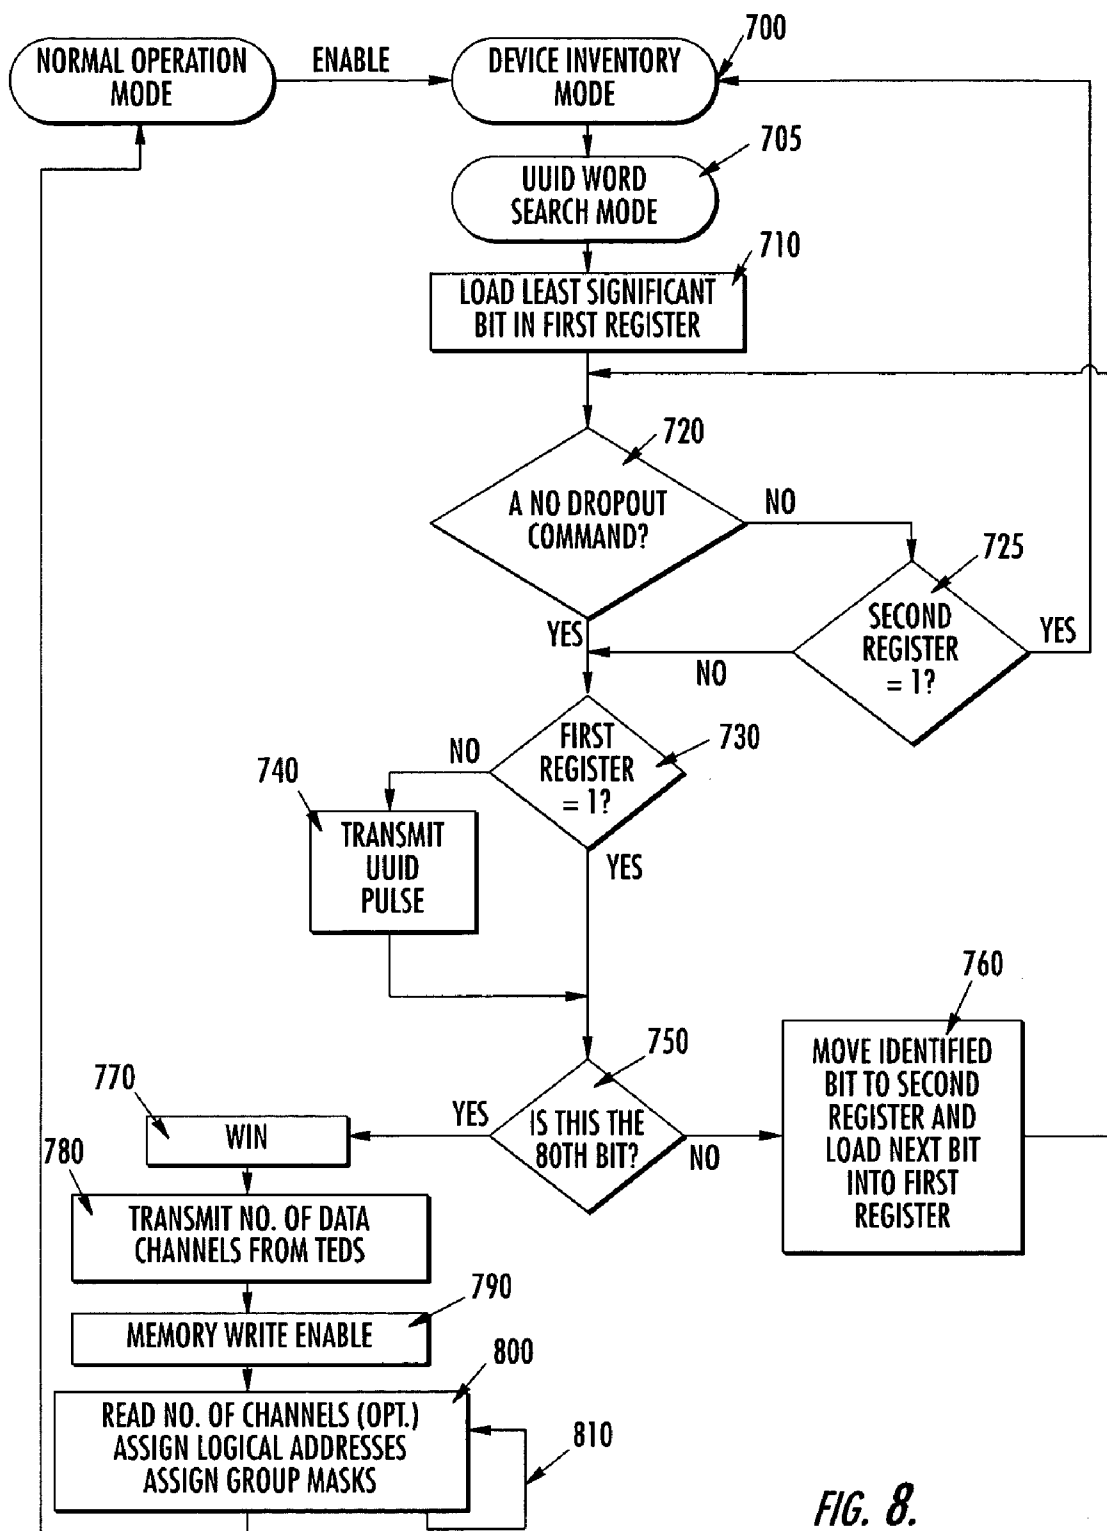 NORMAL OPERATION
MODE
ENABLE
DEVICE INVENTORY
MODE
700
705
UUID WORD
SEARCH MODE
710
LOAD LEAST SIGNIFICANT
BIT IN FIRST REGISTER
720
A NO DROPOUT
COMMAND?
NO
725
SECOND
REGISTER
= 1?
YES
YES
NO
FIRST
REGISTER
= 1?
730
NO
740
TRANSMIT
UUID
PULSE
YES
760
MOVE IDENTIFIED
BIT TO SECOND
REGISTER AND
LOAD NEXT BIT
INTO FIRST
REGISTER
750
IS THIS THE
80TH BIT?
YES
NO
770
WIN
780
TRANSMIT NO. OF DATA
CHANNELS FROM TEDS
790
MEMORY WRITE ENABLE
800
READ NO. OF CHANNELS (OPT.)
ASSIGN LOGICAL ADDRESSES
ASSIGN GROUP MASKS
810
FIG. 8.